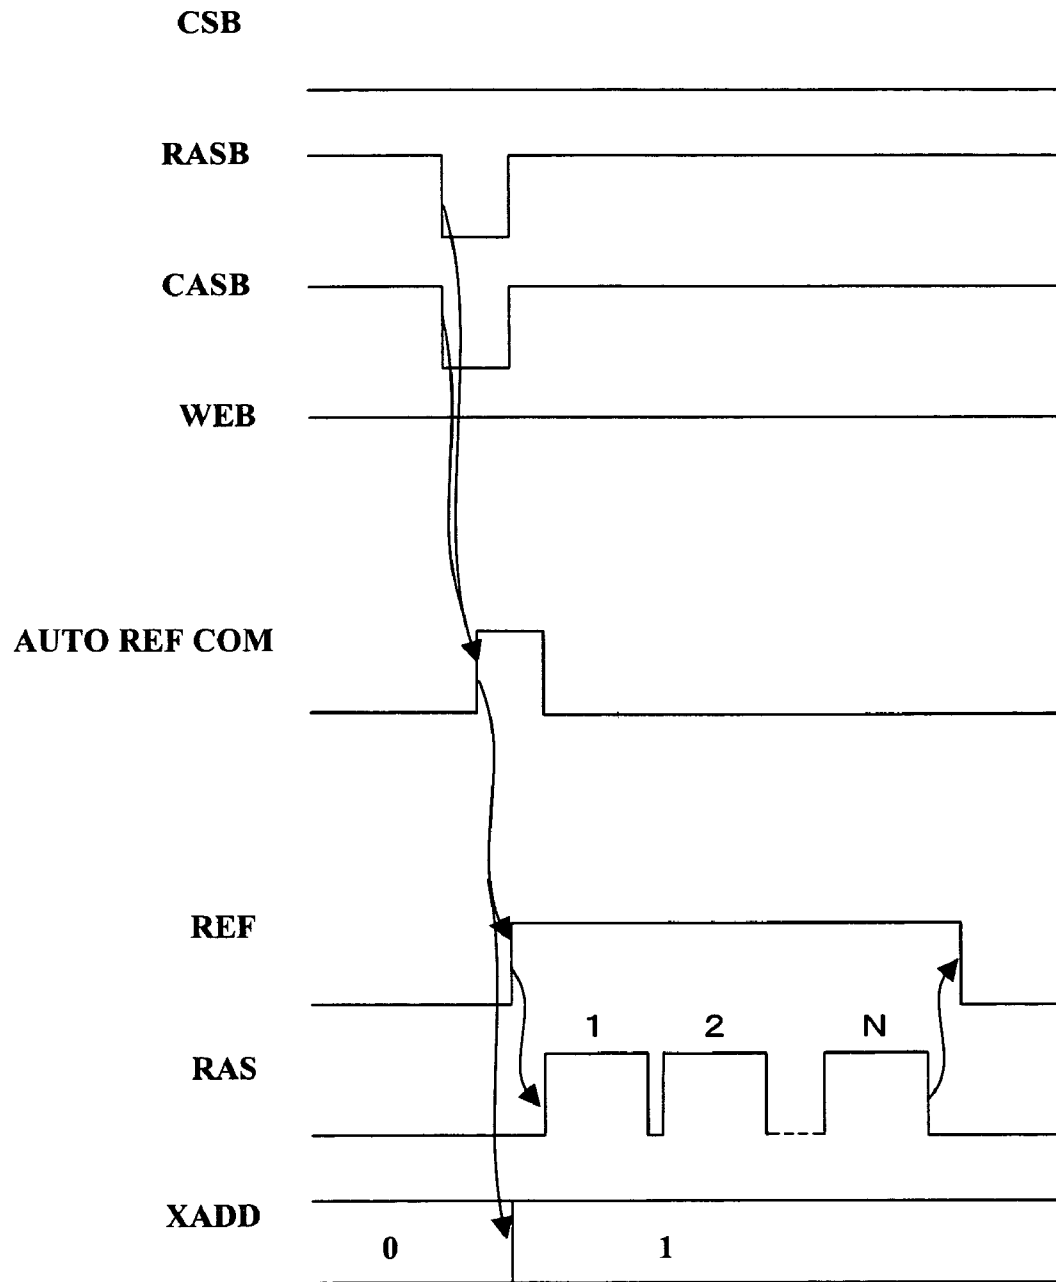 CSB
RASB
CASB
WEB
AUTO REF COM
REF
1 2 N
RAS
XADD
0 1